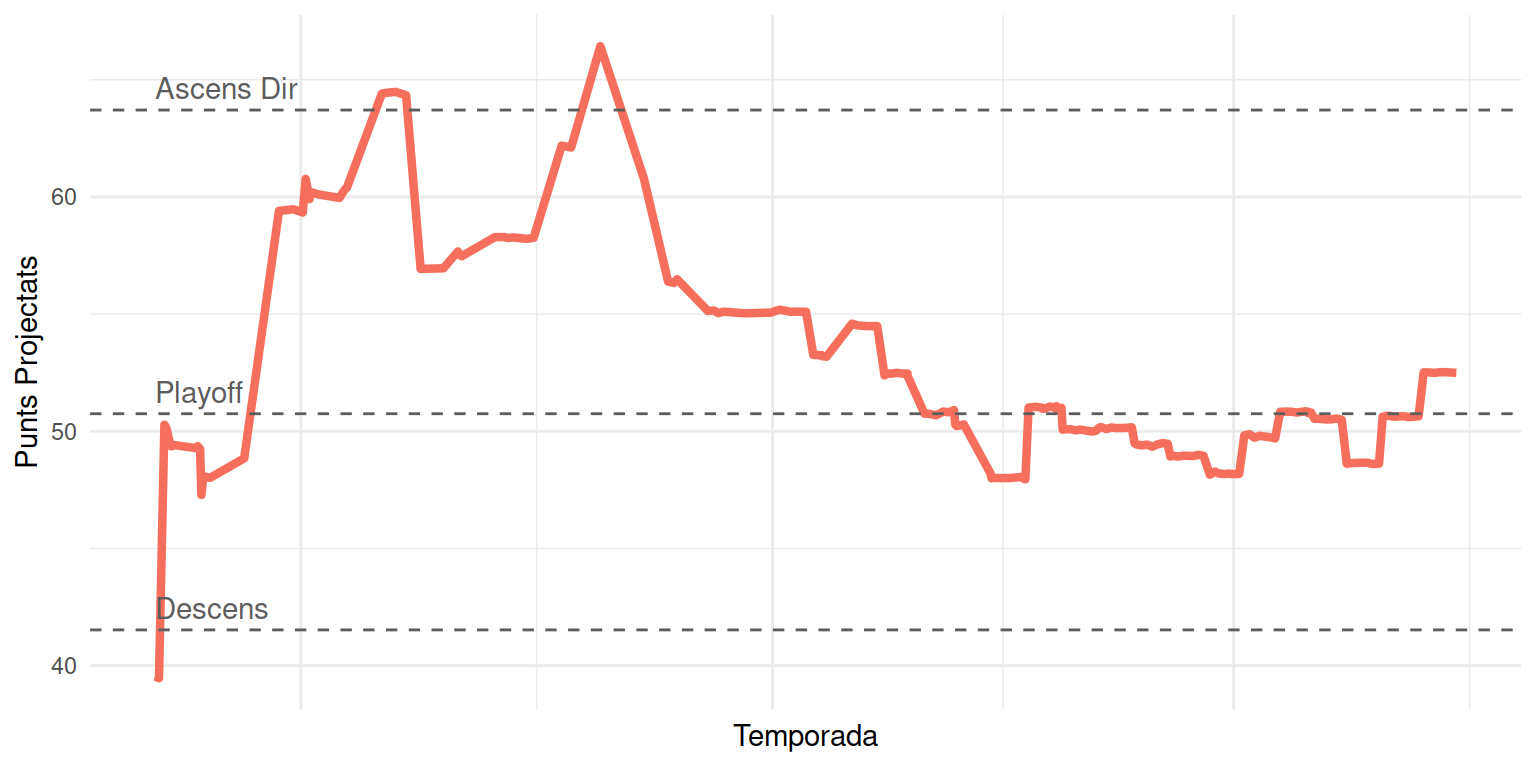 Ascens Dir
60
Playoff
50
Descens
40
Punts Projectats
Temporada